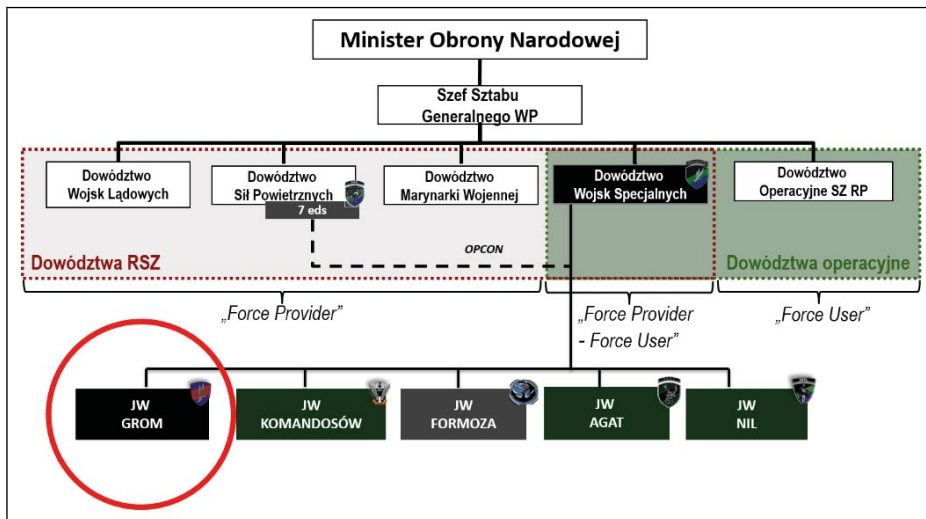 Minister Obrony Narodowej
Szef Sztabu
Generalnego WP
Dowództwo
Wojsk Lądowych
Dowództwo
Sił Powietrznych
7 eds
Dowództwo
Marynarki Wojennej
Dowództwo
Wojsk Specjalnych
Dowództwo
Operacyjne SZ RP
OPCON
Dowództwa RSZ
Dowództwa operacyjne
„Force Provider”
„Force Provider
- Force User”
„Force User”
JW
GROM
JW
KOMANDOSÓW
JW
FORMOZA
JW
AGAT
JW
NIL